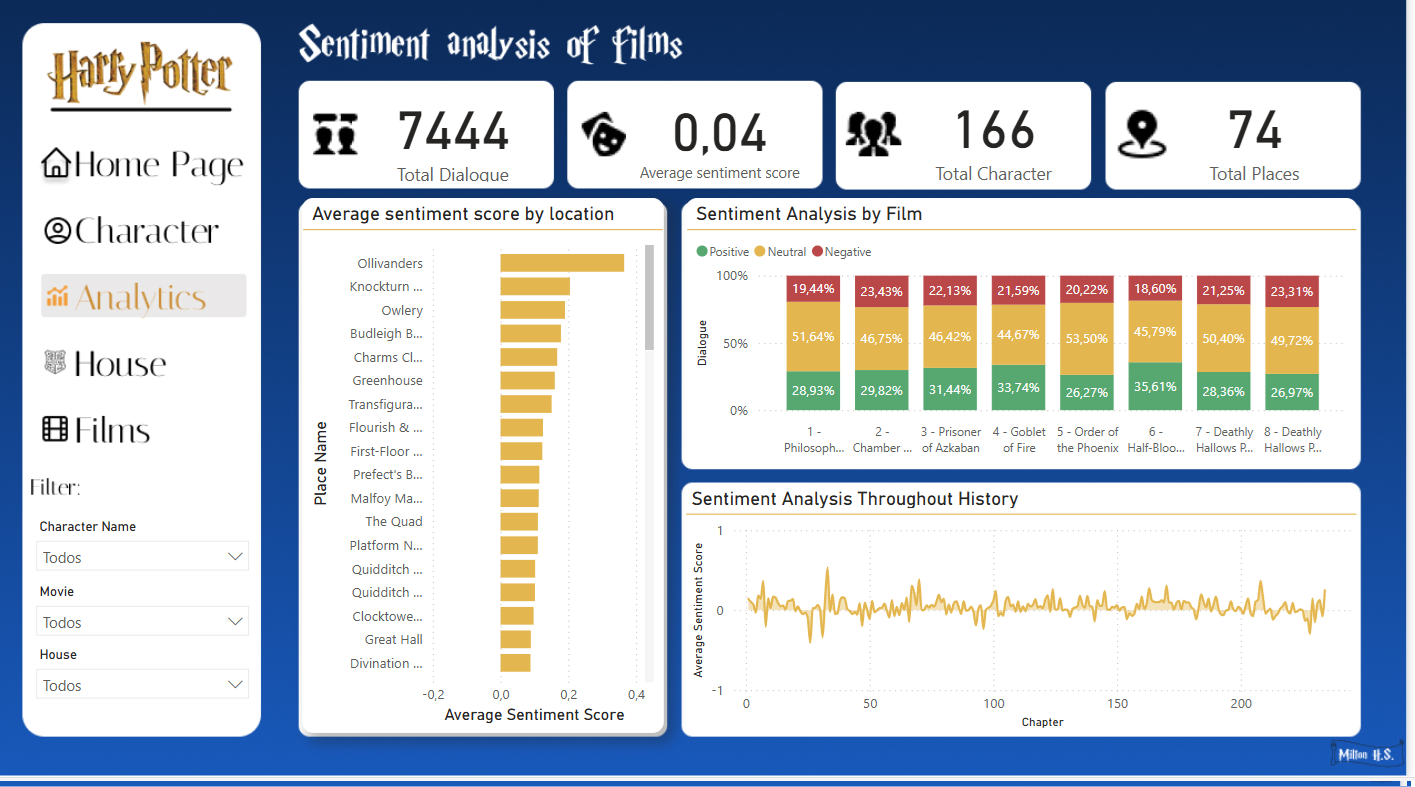 Harry Potter
Home Page
Character
Analytics
House
Films
Filter:
Character Name
Todos
Movie
Todos
House
Todos
Sentiment analysis of films
7444
Total Dialogue
0,04
Average sentiment score
166
Total Character
74
Total Places
Average sentiment score by location
Place Name
Ollivanders
Knockturn ...
Owlery
Budleigh B...
Charms Cl...
Greenhouse
Transfigura...
Flourish & ...
First-Floor ...
Prefect's B...
Malfoy Ma...
The Quad
Platform N...
Quidditch ...
Quidditch ...
Clocktowe...
Great Hall
Divination ...
-0,2 0,0 0,2 0,4
Average Sentiment Score
Sentiment Analysis by Film
Positive Neutral Negative
Dialogue
100%
50%
0%
19,44% 23,43% 22,13% 21,59% 20,22% 18,60% 21,25% 23,31%
51,64% 46,75% 46,42% 44,67% 53,50% 45,79% 50,40% 49,72%
28,93% 29,82% 31,44% 33,74% 26,27% 35,61% 28,36% 26,97%
1 - 2 - 3 - Prisoner 4 - Goblet 5 - Order of 6 - 7 - Deathly 8 - Deathly
Philosoph... Chamber ... of Azkaban of Fire the Phoenix Half-Bloo... Hallows P... Hallows P...
Sentiment Analysis Throughout History
Average Sentiment Score
1
0
-1
0 50 100 150 200
Chapter
Milton H.S.